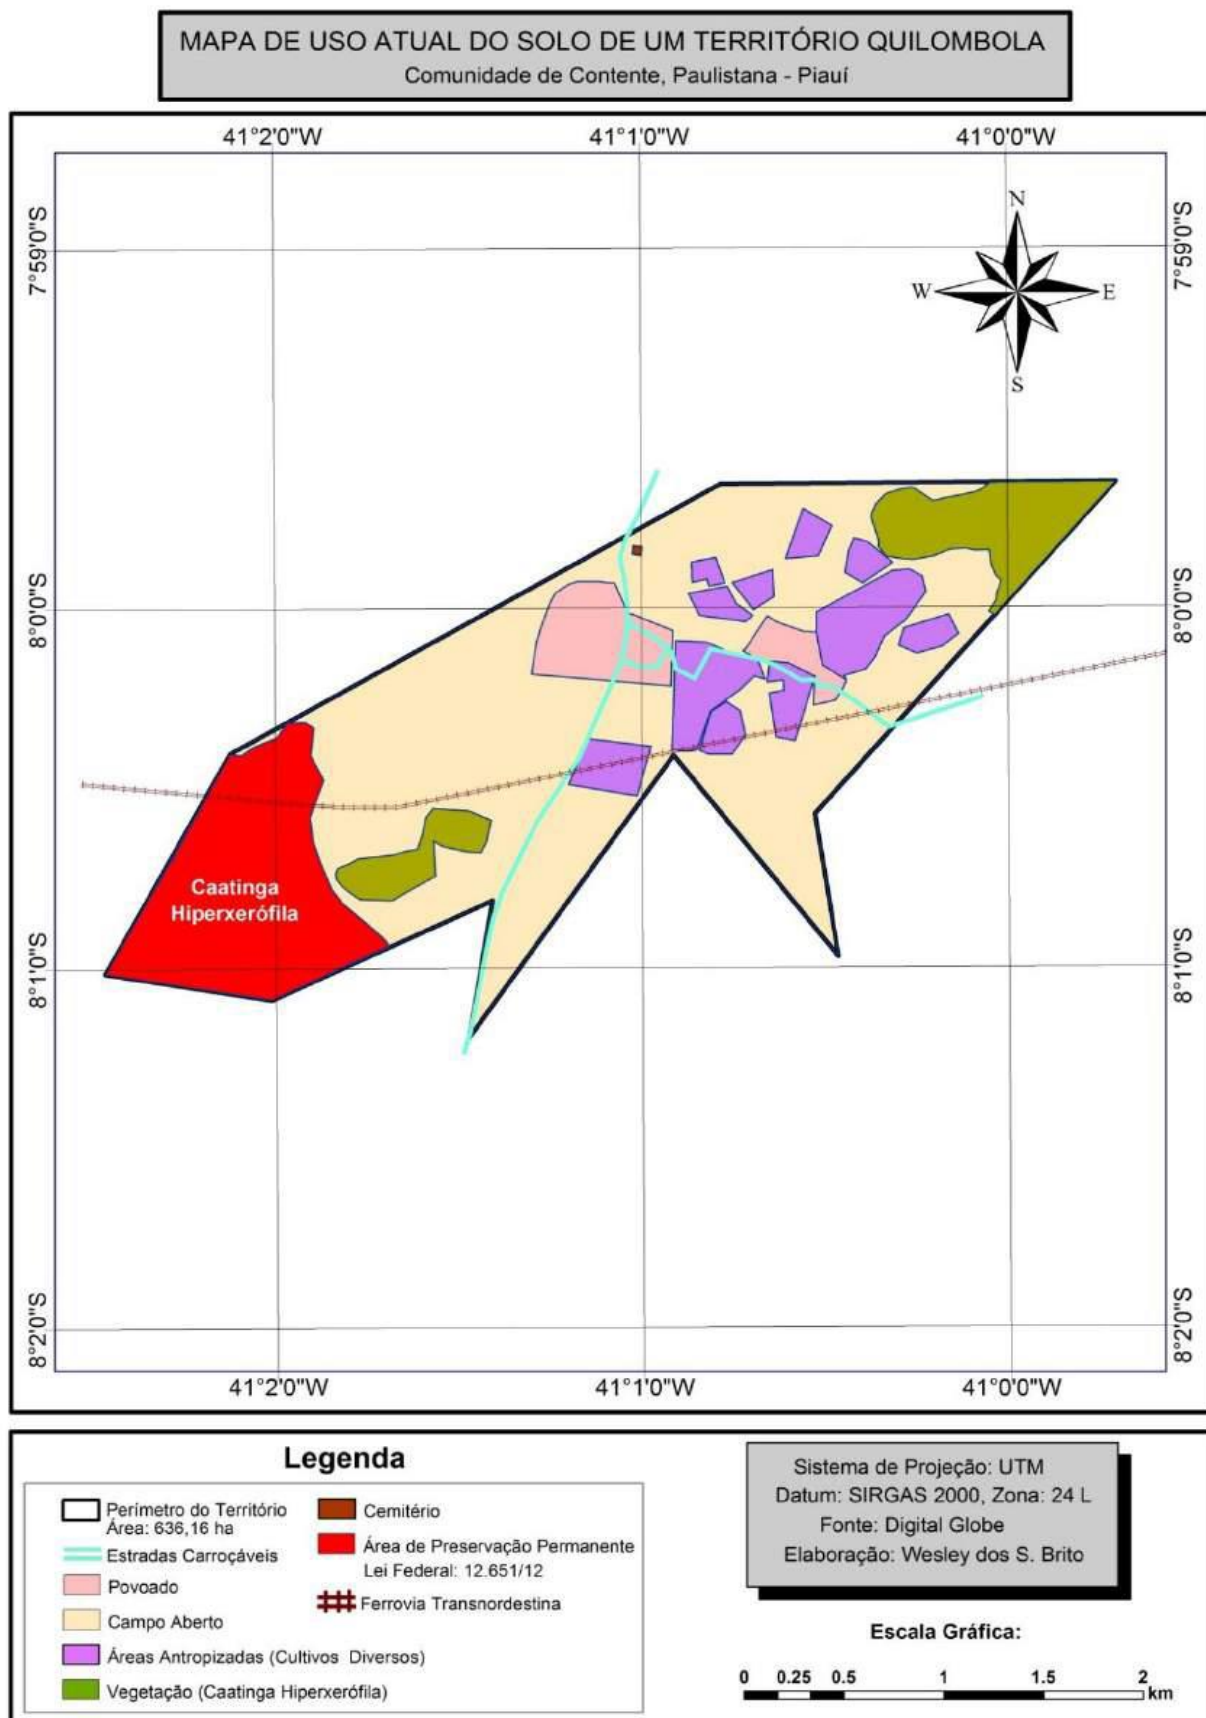 MAPA DE USO ATUAL DO SOLO DE UM TERRITÓRIO QUILOMBOLA
Comunidade de Contente, Paulistana - Piauí
41°2'0"W
41°1'0"W
41°0'0"W
N
W
E
S
7°59'0"S
7°59'0"S
8°0'0"S
8°0'0"S
Caatinga
Hiperxerófila
8°1'0"S
8°1'0"S
8°2'0"S
8°2'0"S
41°2'0"W
41°1'0"W
41°0'0"W
Legenda
Perímetro do Território
Área: 636,16 ha
Estradas Carroçáveis
Povoado
Campo Aberto
Áreas Antropizadas (Cultivos Diversos)
Vegetação (Caatinga Hiperxerófila)
Cemitério
Área de Preservação Permanente
Lei Federal: 12.651/12
Ferrovia Transnordestina
Sistema de Projeção: UTM
Datum: SIRGAS 2000, Zona: 24 L
Fonte: Digital Globe
Elaboração: Wesley dos S. Brito
Escala Gráfica:
0 0.25 0.5 1 1.5 2
km